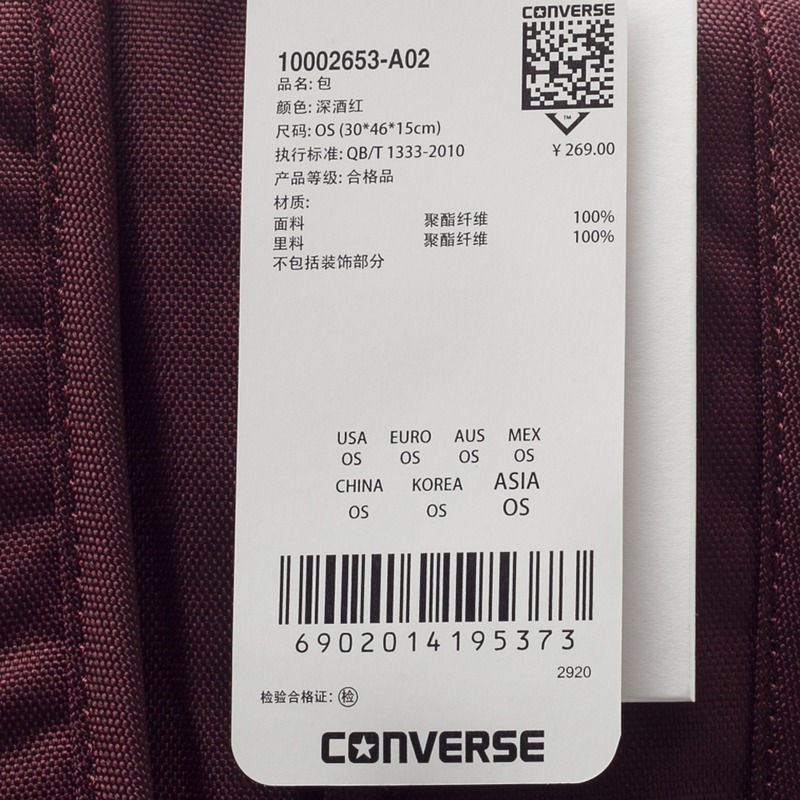 CONVERSE
10002653-A02
品名: 包
颜色: 深酒红
尺码: OS (30*46*15cm)
TM
执行标准: QB/T 1333-2010 ¥ 269.00
产品等级: 合格品
材质:
面料 聚酯纤维 100%
里料 聚酯纤维 100%
不包括装饰部分
USA EURO AUS MEX
OS OS OS OS
CHINA KOREA ASIA
OS OS OS
6902014195373
2920
检验合格证: 检
CONVERSE